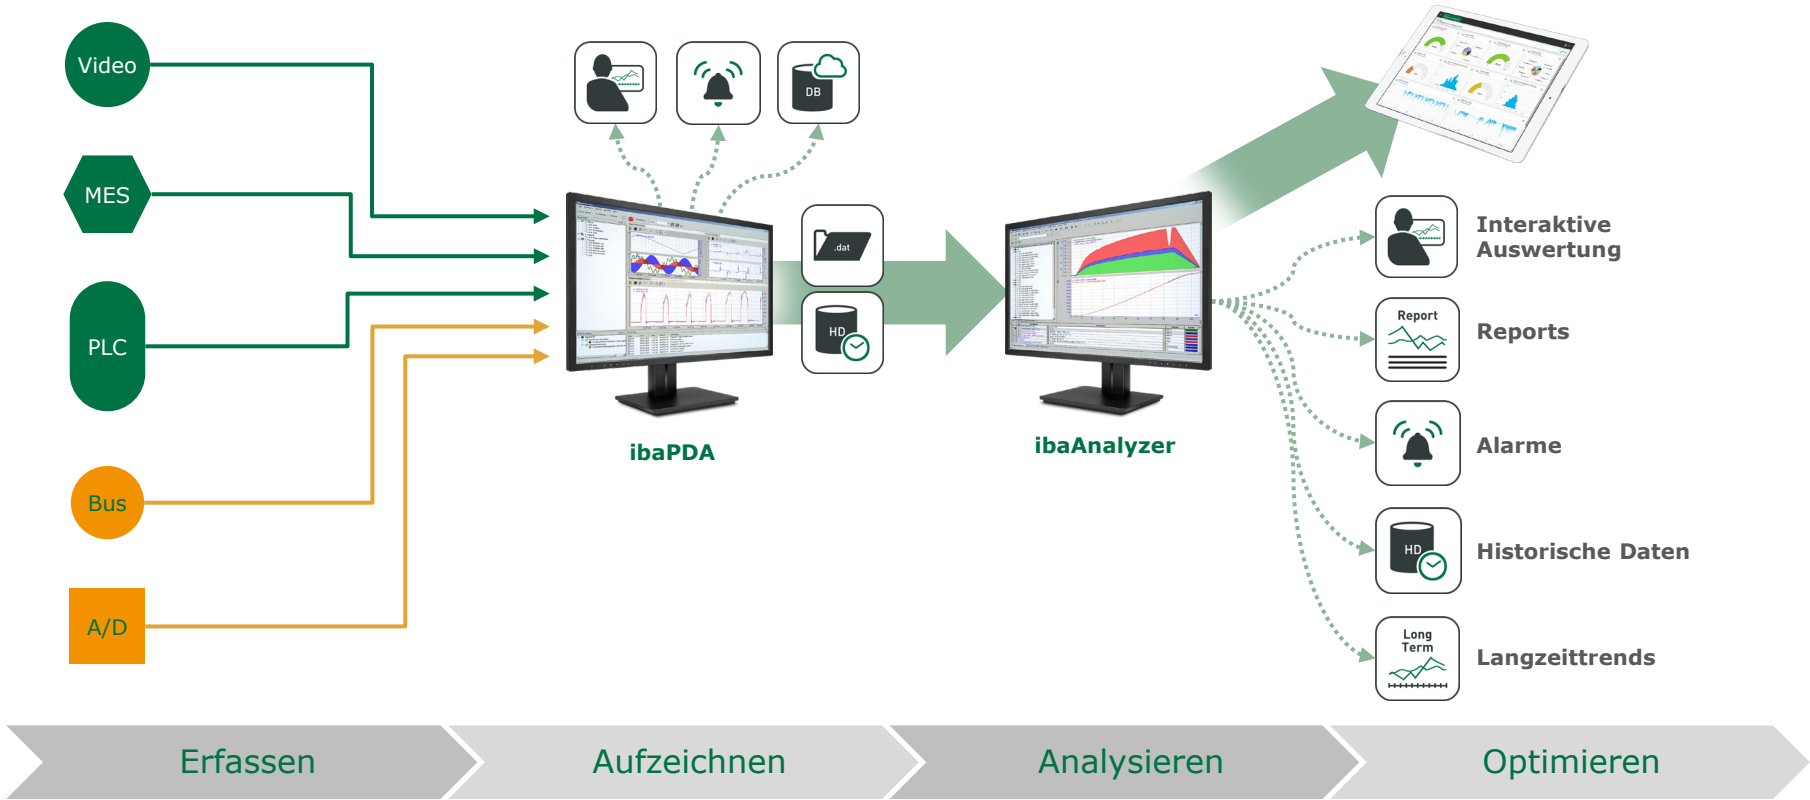 Video
MES
PLC
Bus
A/D
DB
.dat
HD
ibaPDA
ibaAnalyzer
Interaktive
Auswertung
Report
Reports
Alarme
HD
Historische Daten
Long
Term
Langzeittrends
Erfassen
Aufzeichnen
Analysieren
Optimieren